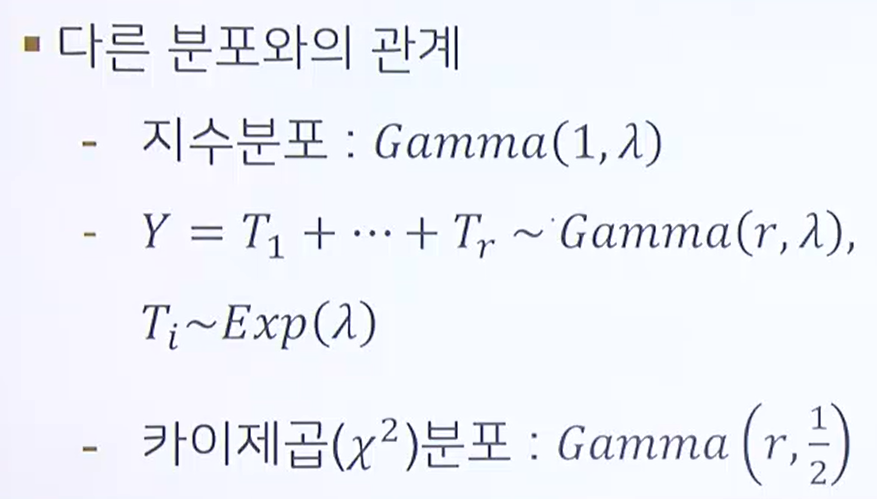 ▪ 다른 분포와의 관계
- 지수분포 : Gamma(1, λ)
- Y = T₁ + ⋯ + Tᵣ ~ Gamma(r, λ),
Tᵢ~Exp(λ)
- 카이제곱(χ²)분포 : Gamma (r, 1/2)